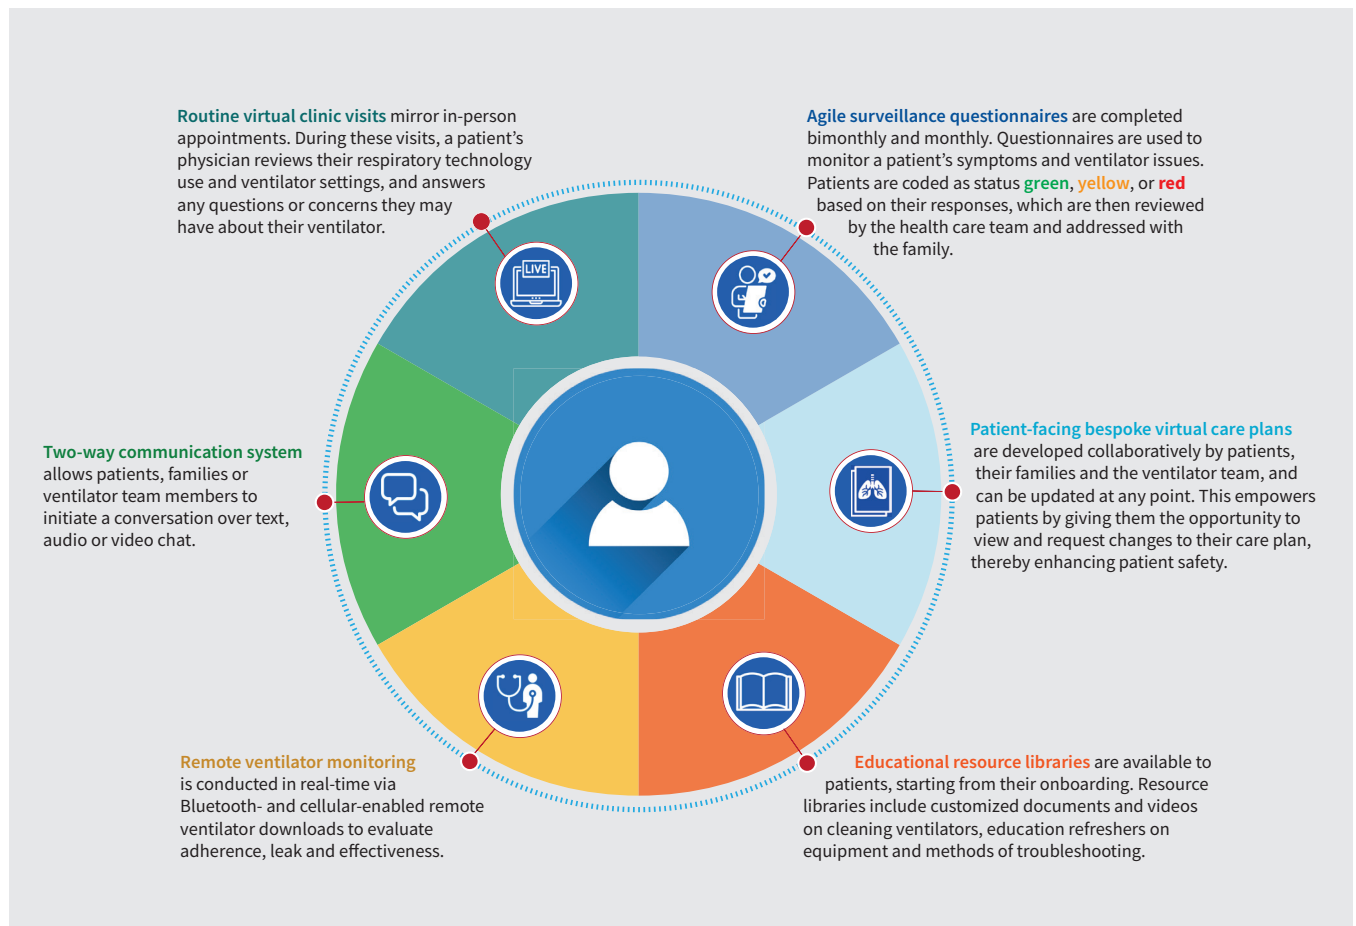 Routine virtual clinic visits mirror in-person
appointments. During these visits, a patient’s
physician reviews their respiratory technology
use and ventilator settings, and answers
any questions or concerns they may
have about their ventilator.
Agile surveillance questionnaires are completed
bimonthly and monthly. Questionnaires are used to
monitor a patient’s symptoms and ventilator issues.
Patients are coded as status green, yellow, or red
based on their responses, which are then reviewed
by the health care team and addressed with
the family.
LIVE
Two-way communication system
allows patients, families or
ventilator team members to
initiate a conversation over text,
audio or video chat.
Patient-facing bespoke virtual care plans
are developed collaboratively by patients,
their families and the ventilator team, and
can be updated at any point. This empowers
patients by giving them the opportunity to
view and request changes to their care plan,
thereby enhancing patient safety.
Remote ventilator monitoring
is conducted in real-time via
Bluetooth- and cellular-enabled remote
ventilator downloads to evaluate
adherence, leak and effectiveness.
Educational resource libraries are available to
patients, starting from their onboarding. Resource
libraries include customized documents and videos
on cleaning ventilators, education refreshers on
equipment and methods of troubleshooting.